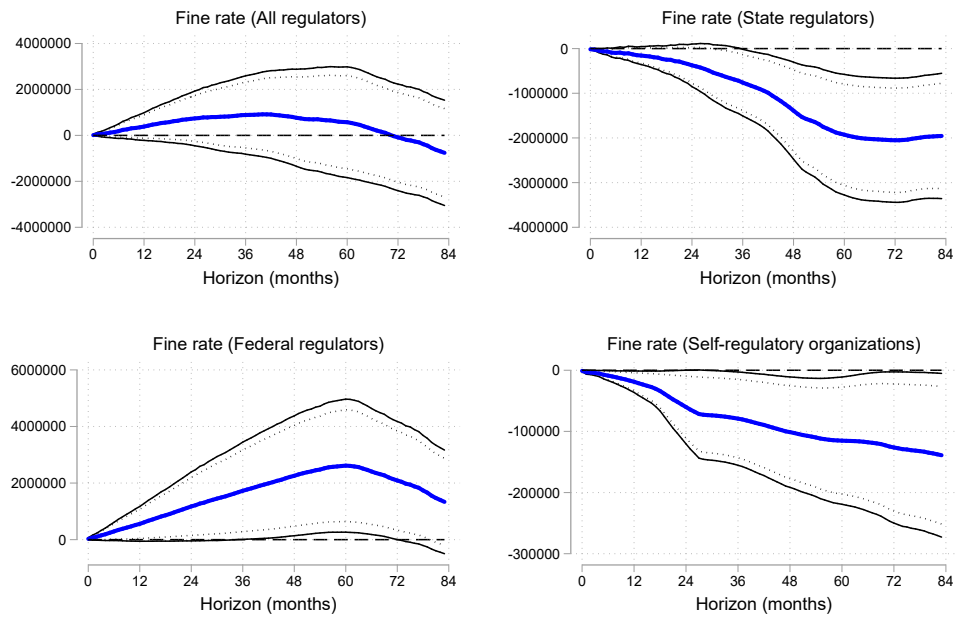 Fine rate (All regulators)
4000000
2000000
0
-2000000
-4000000
0 12 24 36 48 60 72 84
Horizon (months)
Fine rate (State regulators)
0
-1000000
-2000000
-3000000
-4000000
0 12 24 36 48 60 72 84
Horizon (months)
Fine rate (Federal regulators)
6000000
4000000
2000000
0
0 12 24 36 48 60 72 84
Horizon (months)
Fine rate (Self-regulatory organizations)
0
-100000
-200000
-300000
0 12 24 36 48 60 72 84
Horizon (months)